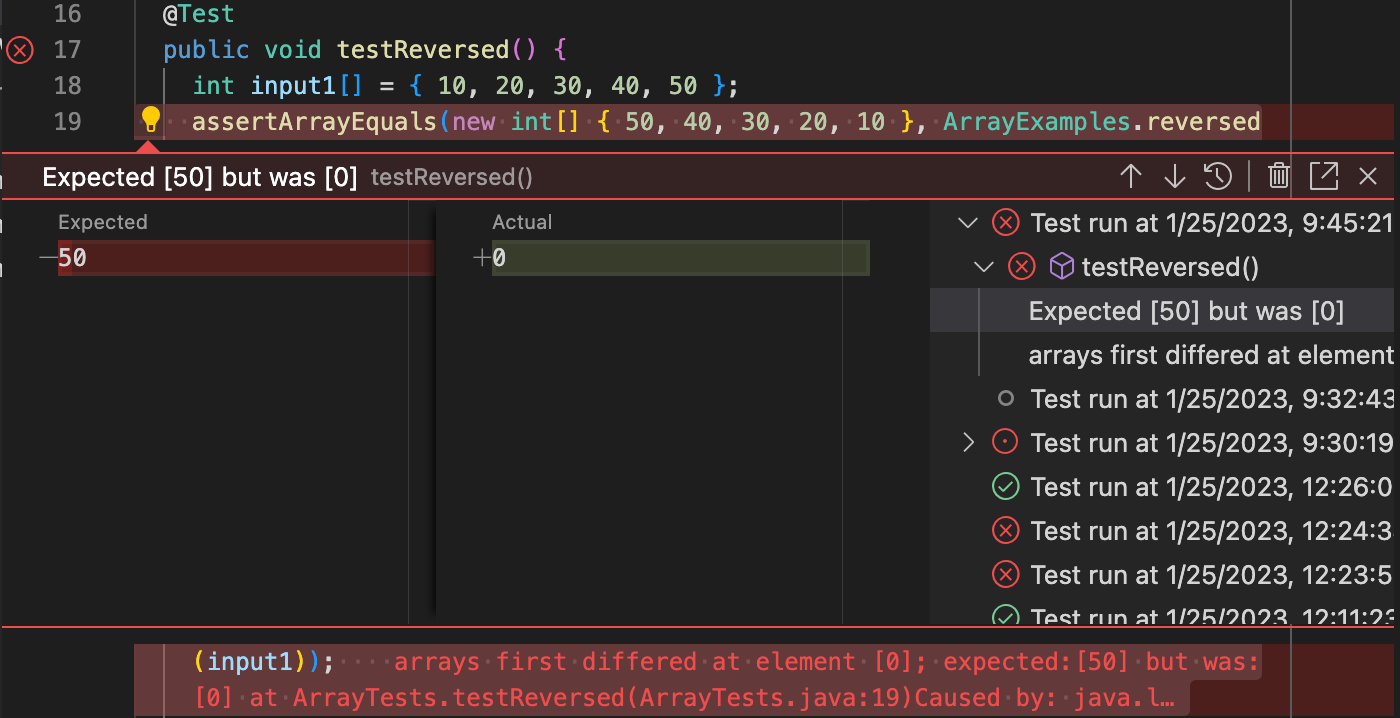 16 @Test
17 public void testReversed() {
18 int input1[] = { 10, 20, 30, 40, 50 };
19 assertArrayEquals(new int[] { 50, 40, 30, 20, 10 }, ArrayExamples.reversed
Expected [50] but was [0] testReversed()
Expected
—50
Actual
+0
Test run at 1/25/2023, 9:45:21
testReversed()
Expected [50] but was [0]
arrays first differed at element
Test run at 1/25/2023, 9:32:43
Test run at 1/25/2023, 9:30:19
Test run at 1/25/2023, 12:26:0
Test run at 1/25/2023, 12:24:3
Test run at 1/25/2023, 12:23:5
Test run at 1/25/2023, 12:11:23
(input1)); arrays first differed at element [0]; expected:[50] but was:
[0] at ArrayTests.testReversed(ArrayTests.java:19)Caused by: java.l…